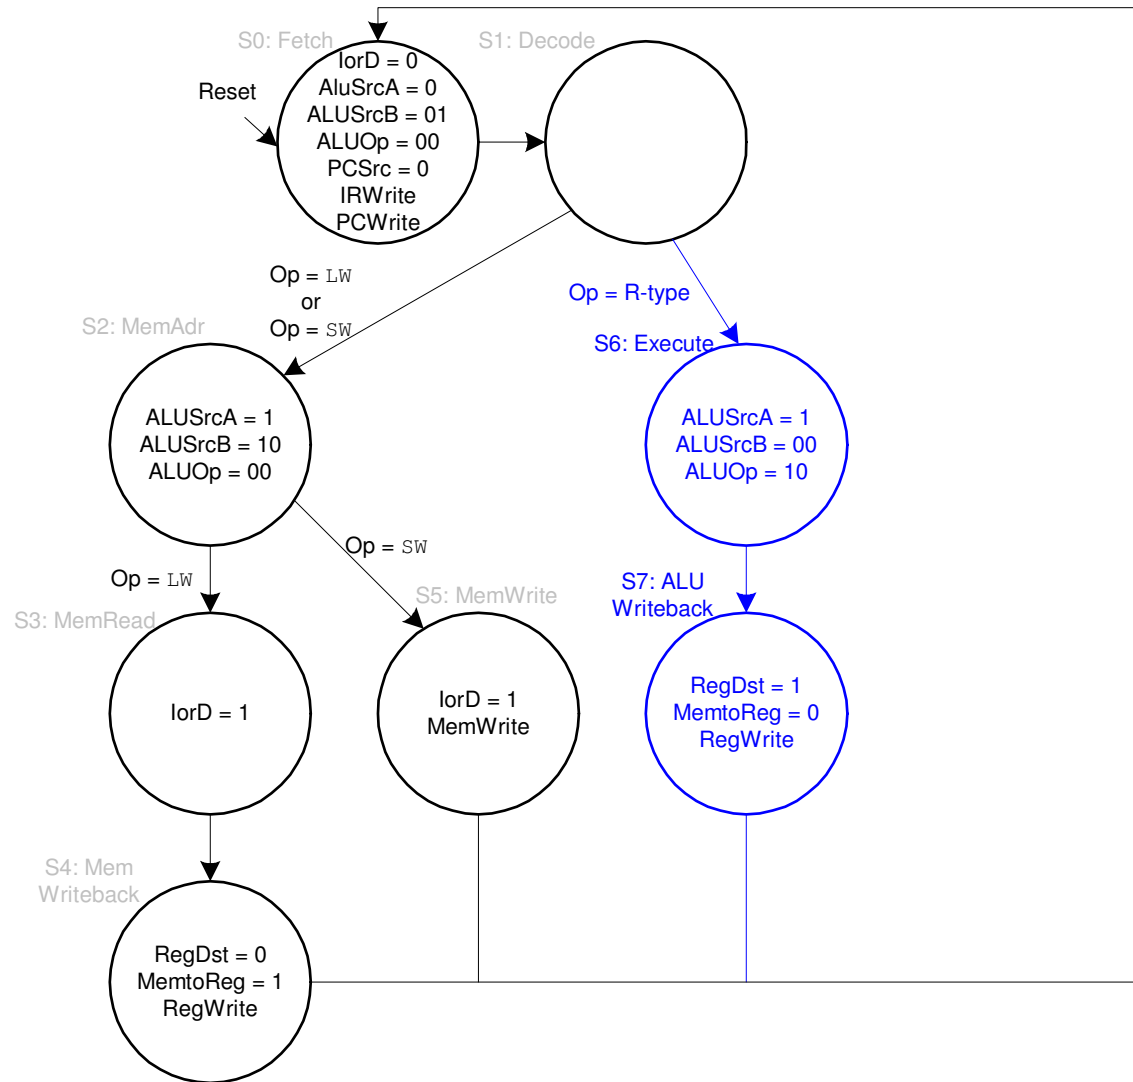 S0: Fetch
S1: Decode
Reset
IorD = 0
AluSrcA = 0
ALUSrcB = 01
ALUOp = 00
PCSrc = 0
IRWrite
PCWrite
Op = LW
or
Op = SW
Op = R-type
S2: MemAdr
S6: Execute
ALUSrcA = 1
ALUSrcB = 10
ALUOp = 00
ALUSrcA = 1
ALUSrcB = 00
ALUOp = 10
Op = LW
Op = SW
S7: ALU
Writeback
S3: MemRead
S5: MemWrite
IorD = 1
IorD = 1
MemWrite
RegDst = 1
MemtoReg = 0
RegWrite
S4: Mem
Writeback
RegDst = 0
MemtoReg = 1
RegWrite